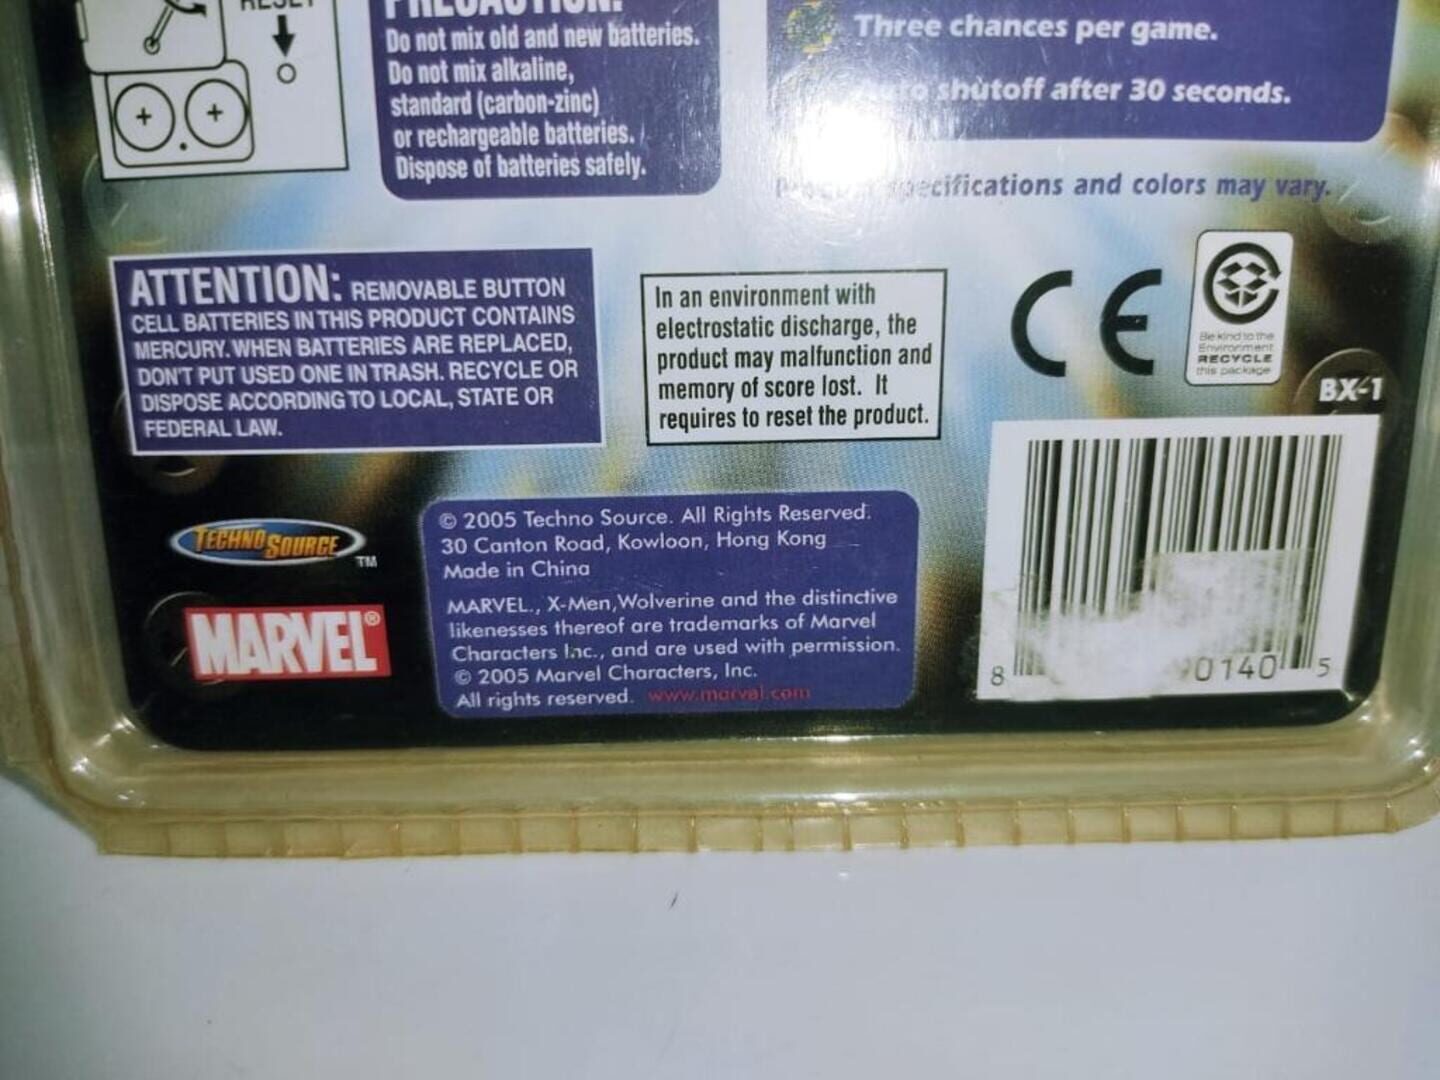 RESET
PRECAUTION:
Do not mix old and new batteries.
Do not mix alkaline,
standard (carbon-zinc)
or rechargeable batteries.
Dispose of batteries safely.
Three chances per game.
shutoff after 30 seconds.
specifications and colors may vary.
ATTENTION: REMOVABLE BUTTON
CELL BATTERIES IN THIS PRODUCT CONTAINS
MERCURY. WHEN BATTERIES ARE REPLACED,
DON'T PUT USED ONE IN TRASH. RECYCLE OR
DISPOSE ACCORDING TO LOCAL, STATE OR
FEDERAL LAW.
In an environment with
electrostatic discharge, the
product may malfunction and
memory of score lost. It
requires to reset the product.
CE
Be kind to the
Environment
RECYCLE
this package
BX-1
TECHNO SOURCE TM
MARVEL®
© 2005 Techno Source. All Rights Reserved.
30 Canton Road, Kowloon, Hong Kong
Made in China
MARVEL., X-Men,Wolverine and the distinctive
likenesses thereof are trademarks of Marvel
Characters Inc., and are used with permission.
© 2005 Marvel Characters, Inc.
All rights reserved. www.marval.com
8 0140 5